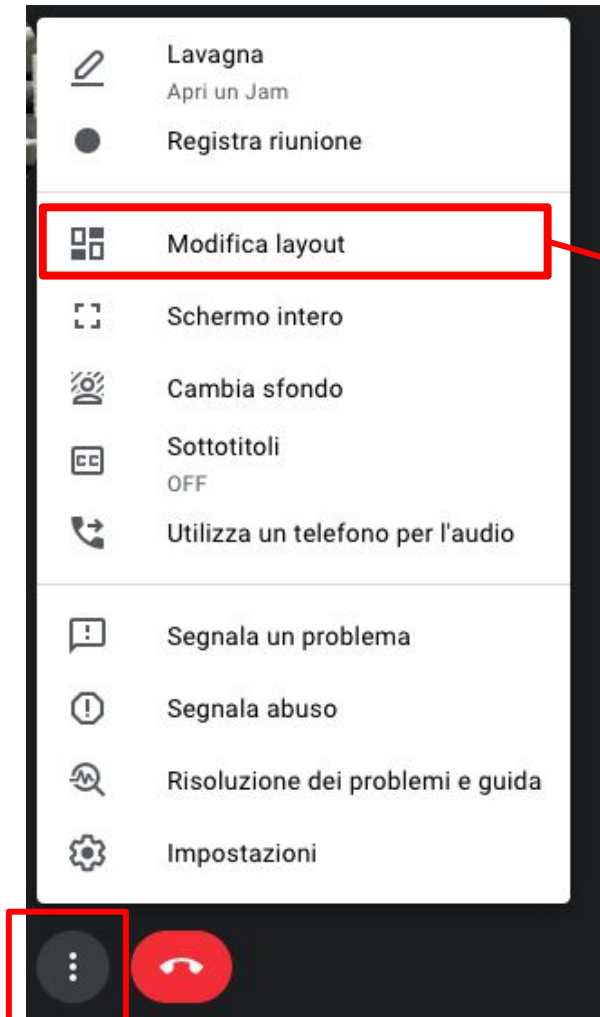 Lavagna
Apri un Jam
Registra riunione
Modifica layout
Schermo intero
Cambia sfondo
CC
Sottotitoli
OFF
Utilizza un telefono per l'audio
Segnala un problema
Segnala abuso
Risoluzione dei problemi e guida
Impostazioni